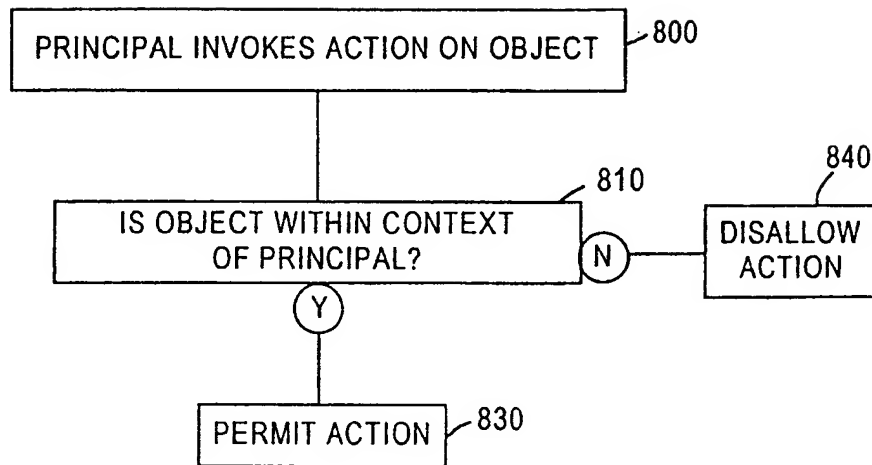 PRINCIPAL INVOKES ACTION ON OBJECT
800
810
IS OBJECT WITHIN CONTEXT
OF PRINCIPAL?
N
840
DISALLOW
ACTION
Y
PERMIT ACTION
830